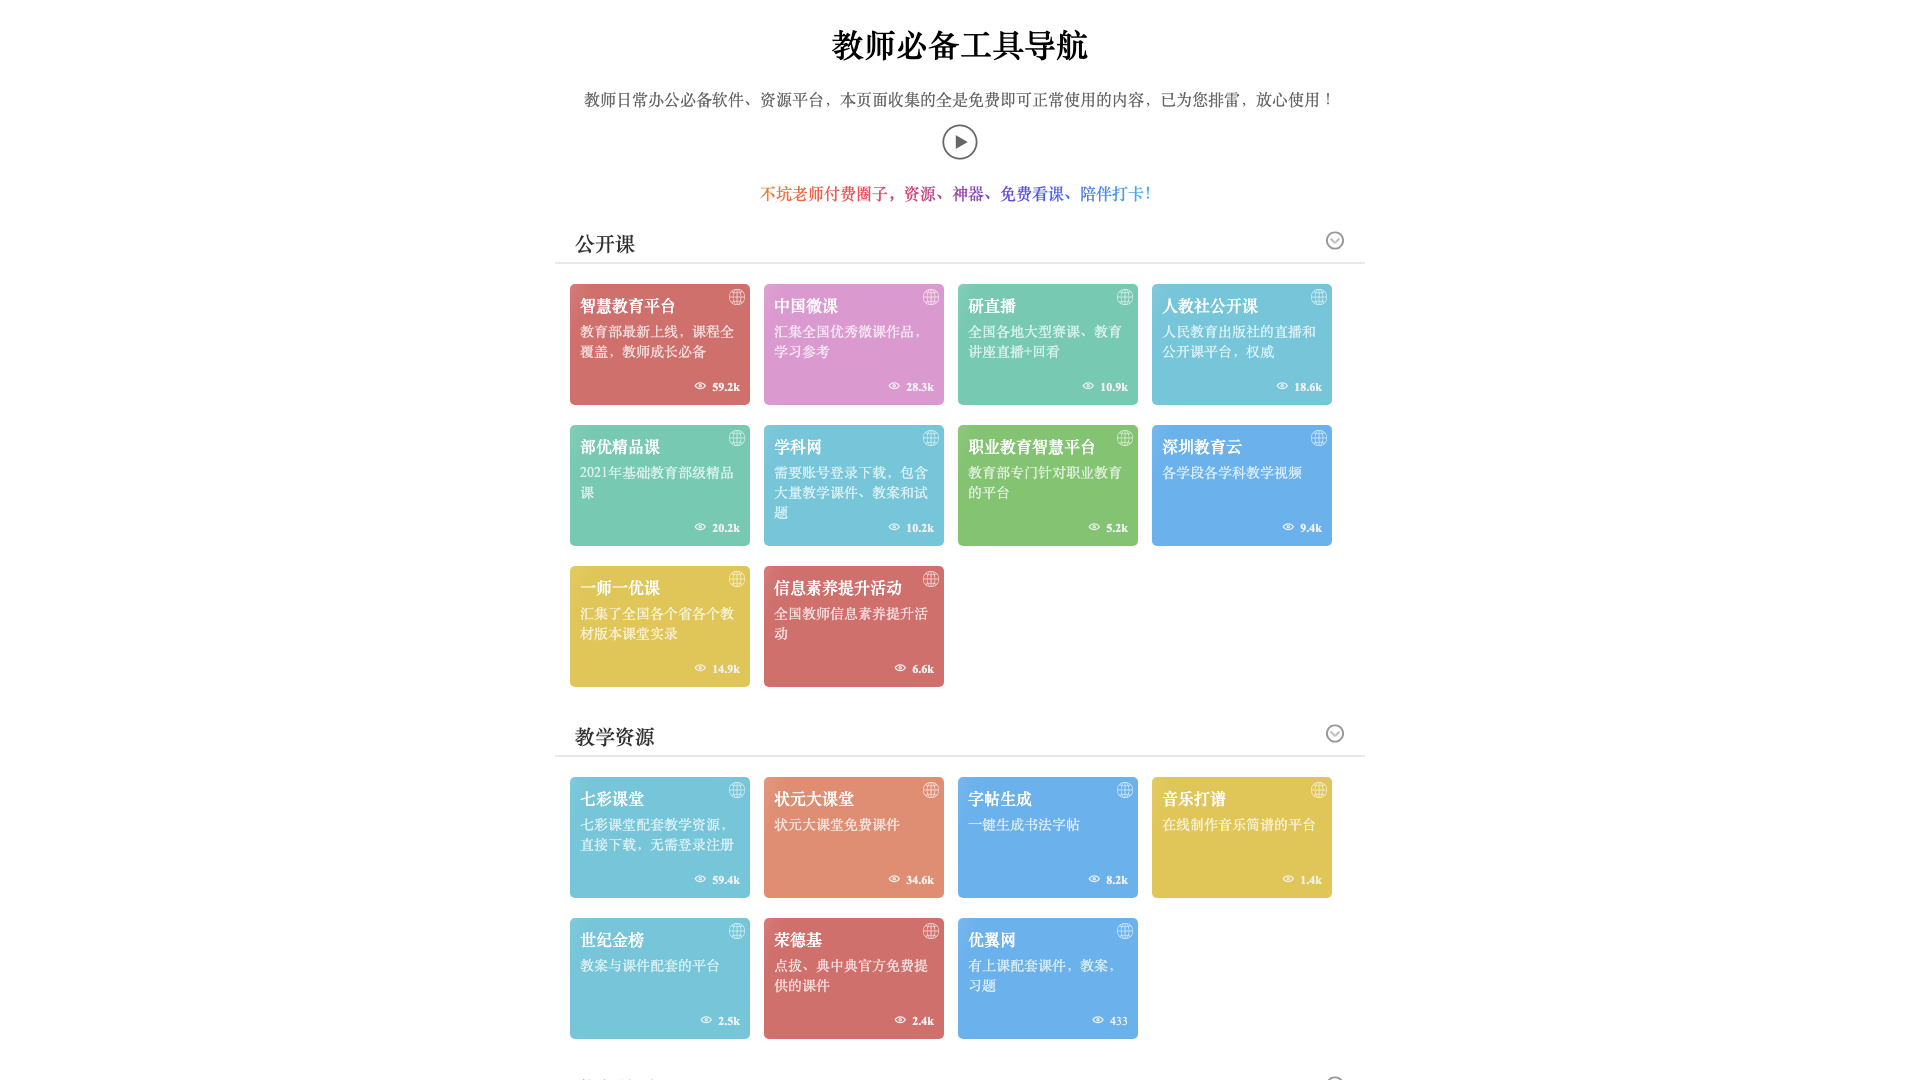 教师必备工具导航
教师日常办公必备软件、资源平台，本页面收集的全是免费即可正常使用的内容，已为您排雷，放心使用！
不坑老师付费圈子，资源、神器、免费看课、陪伴打卡！
公开课
智慧教育平台
教育部最新上线，课程全
覆盖，教师成长必备
59.2k
中国微课
汇集全国优秀微课作品，
学习参考
28.3k
研直播
全国各地大型赛课、教育
讲座直播+回看
10.9k
人教社公开课
人民教育出版社的直播和
公开课平台，权威
18.6k
部优精品课
2021年基础教育部级精品
课
20.2k
学科网
需要账号登录下载，包含
大量教学课件、教案和试
题
10.2k
职业教育智慧平台
教育部专门针对职业教育
的平台
5.2k
深圳教育云
各学段各学科教学视频
9.4k
一师一优课
汇集了全国各个省各个教
材版本课堂实录
14.9k
信息素养提升活动
全国教师信息素养提升活
动
6.6k
教学资源
七彩课堂
七彩课堂配套教学资源，
直接下载，无需登录注册
59.4k
状元大课堂
状元大课堂免费课件
34.6k
字帖生成
一键生成书法字帖
8.2k
音乐打谱
在线制作音乐简谱的平台
1.4k
世纪金榜
教案与课件配套的平台
2.5k
荣德基
点拔、典中典官方免费提
供的课件
2.4k
优翼网
有上课配套课件，教案，
习题
433